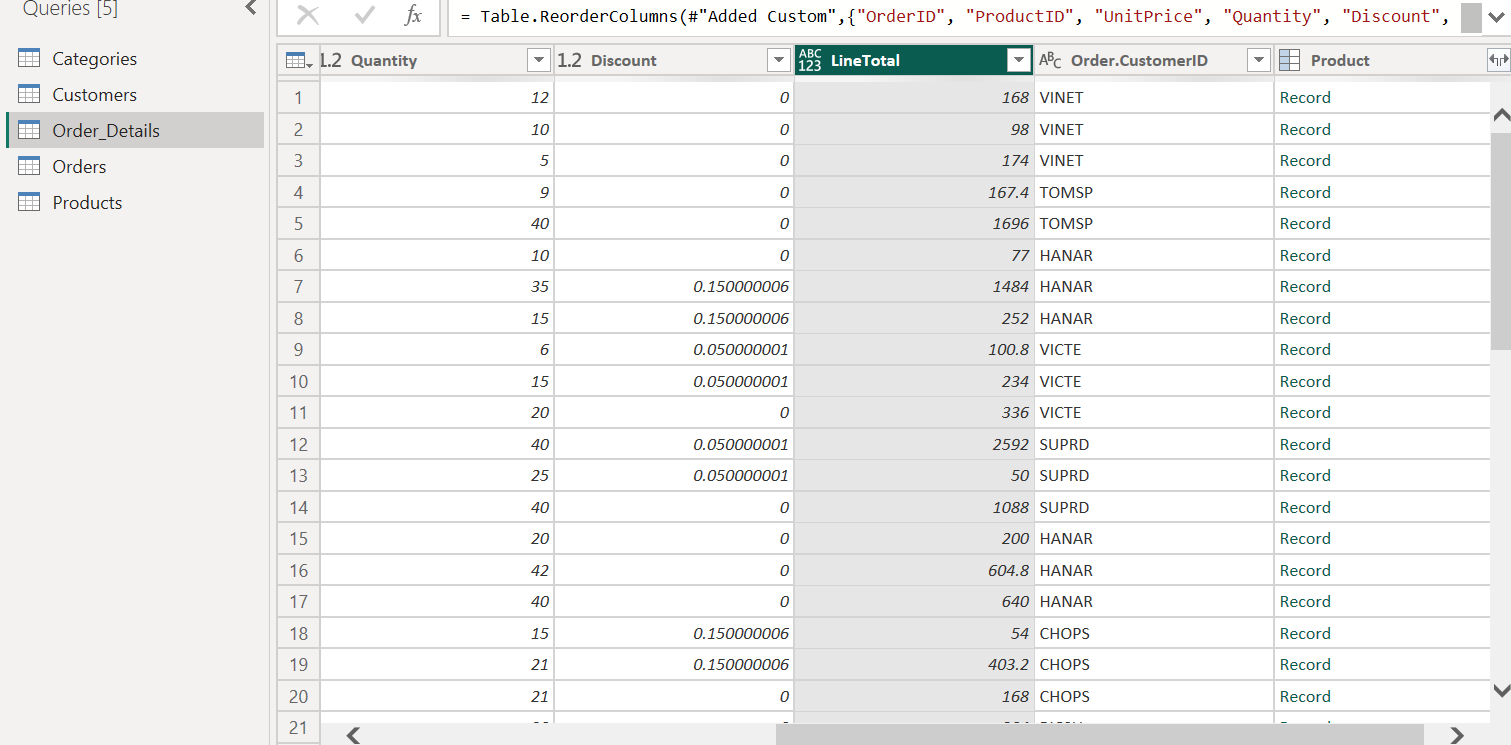 Queries [5]
Categories
Customers
Order_Details
Orders
Products
fx = Table.ReorderColumns(#"Added Custom",{"OrderID", "ProductID", "UnitPrice", "Quantity", "Discount",
1.2 Quantity 1.2 Discount ABC 123 LineTotal ABC Order.CustomerID Product
1 12 0 168 VINET Record
2 10 0 98 VINET Record
3 5 0 174 VINET Record
4 9 0 167.4 TOMSP Record
5 40 0 1696 TOMSP Record
6 10 0 77 HANAR Record
7 35 0.150000006 1484 HANAR Record
8 15 0.150000006 252 HANAR Record
9 6 0.050000001 100.8 VICTE Record
10 15 0.050000001 234 VICTE Record
11 20 0 336 VICTE Record
12 40 0.050000001 2592 SUPRD Record
13 25 0.050000001 50 SUPRD Record
14 40 0 1088 SUPRD Record
15 20 0 200 HANAR Record
16 42 0 604.8 HANAR Record
17 40 0 640 HANAR Record
18 15 0.150000006 54 CHOPS Record
19 21 0.150000006 403.2 CHOPS Record
20 21 0 168 CHOPS Record
21